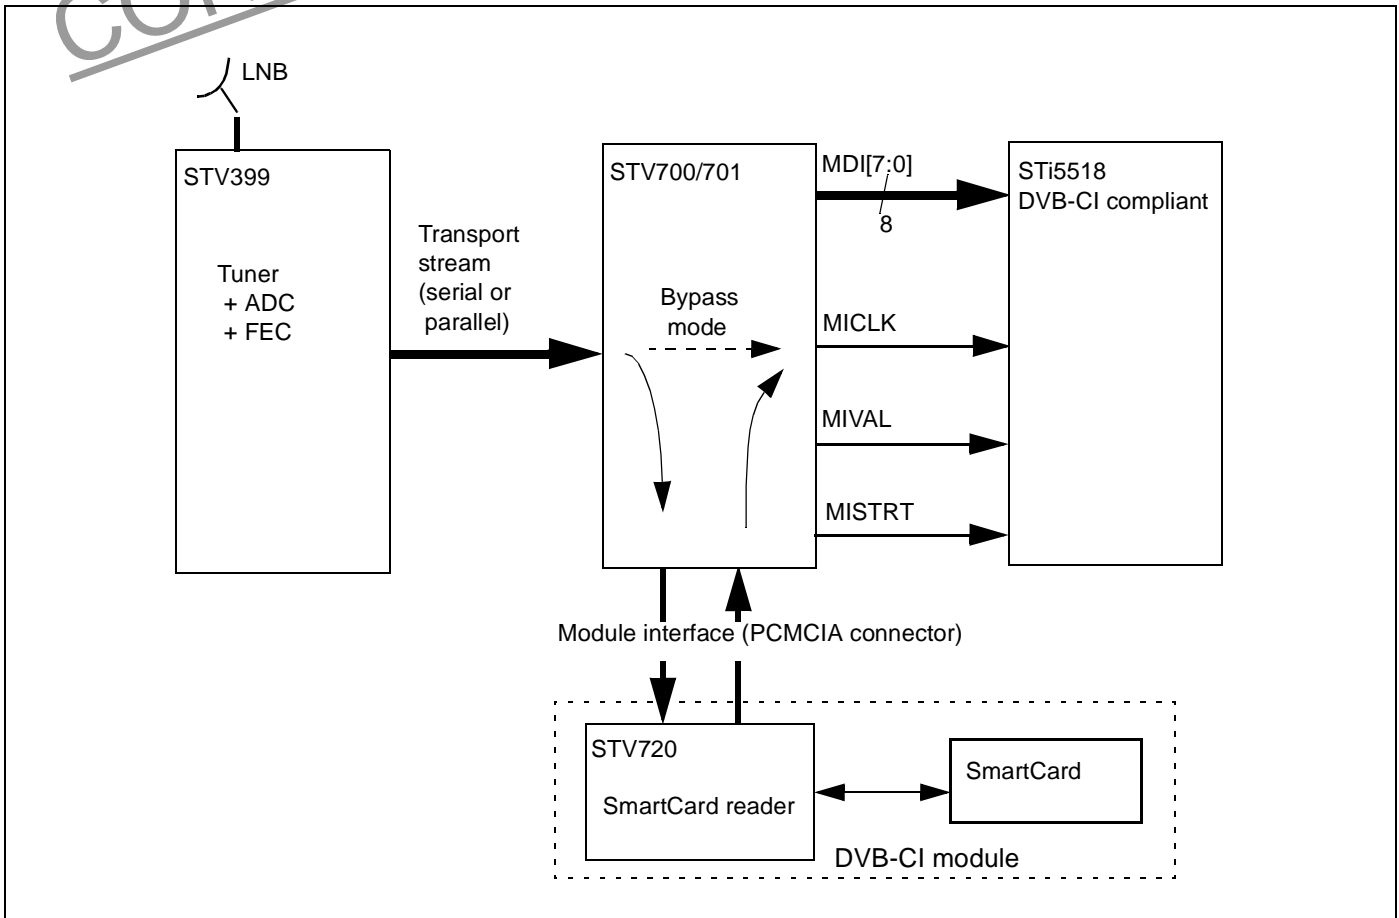 LNB
STV399
Tuner
+ ADC
+ FEC
Transport
stream
(serial or
parallel)
STV700/701
Bypass
mode
MDI[7:0]
8
MICLK
MIVAL
MISTRT
STi5518
DVB-CI compliant
Module interface (PCMCIA connector)
STV720
SmartCard reader
SmartCard
DVB-CI module